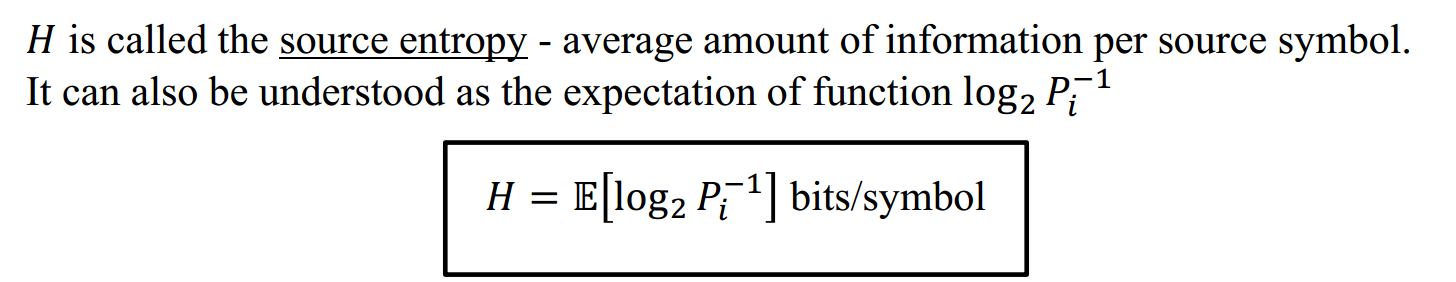 H is called the source entropy - average amount of information per source symbol.
It can also be understood as the expectation of function log₂ Pᵢ⁻¹
H = 𝔼[log₂ Pᵢ⁻¹] bits/symbol